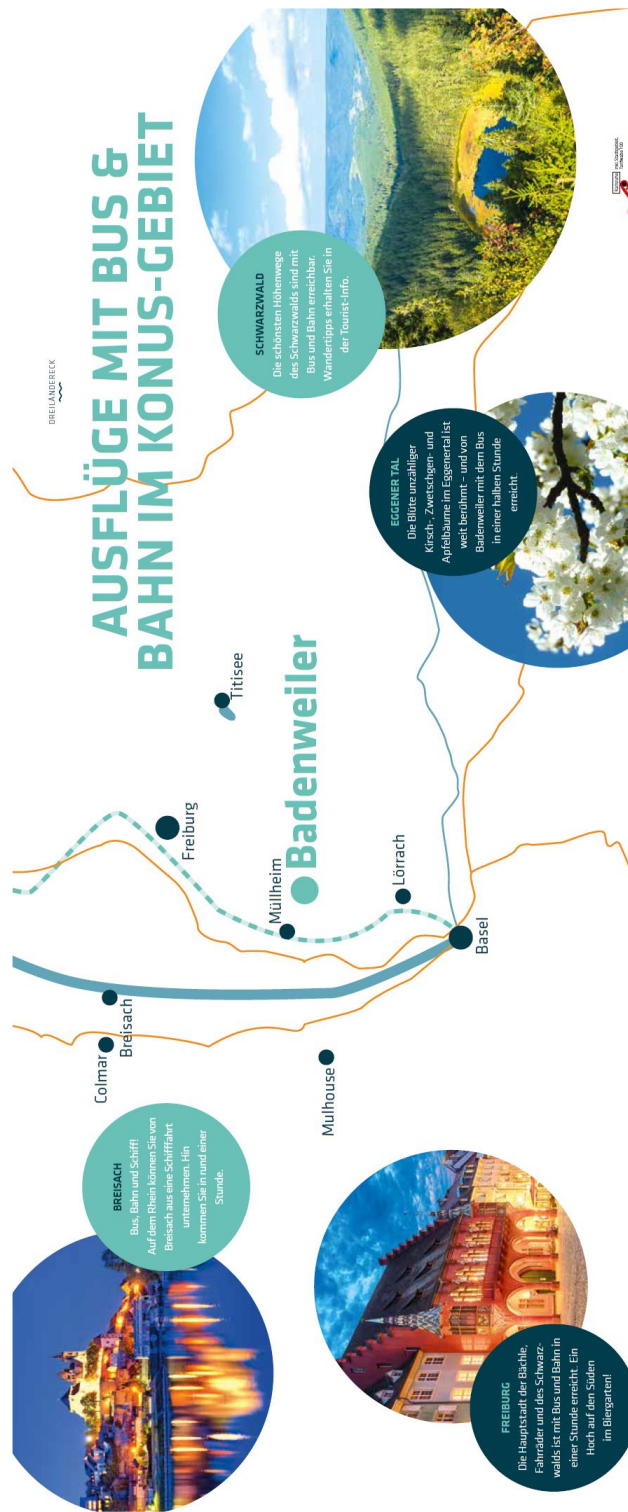 DREILÄNDERECK
AUSFLÜGE MIT BUS &
BAHN IM KONUS-GEBIET
BREISACH
Bus, Bahn und Schiff!
Auf dem Rhein können Sie von
Breisach aus eine Schifffahrt
unternehmen. Hin
kommen Sie in rund einer
Stunde.
Colmar
Breisach
Freiburg
Titisee
Müllheim
Badenweiler
Mulhouse
Lörrach
Basel
SCHWARZWALD
Die schönsten Höhenwege
des Schwarzwalds sind mit
Bus und Bahn erreichbar.
Wandertipps erhalten Sie in
der Tourist-Info.
EGGENER TAL
Die Blüte unzähliger
Kirsch-, Zwetschgen- und
Apfelbäume im Eggenertal ist
weit berühmt – und von
Badenweiler mit dem Bus
in einer halben Stunde
erreicht.
FREIBURG
Die Hauptstadt der Bächle,
Fahrräder und des Schwarz-
walds ist mit Bus und Bahn in
einer Stunde erreicht. Ein
Hoch auf den Süden
im Biergarten!